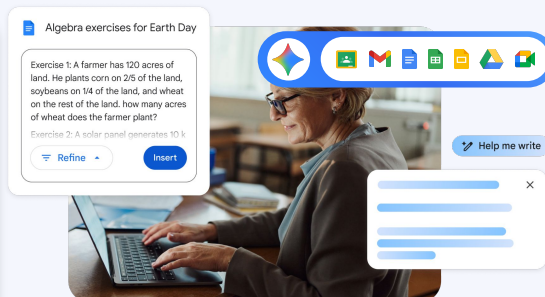 Algebra exercises for Earth Day
Exercise 1: A farmer has 120 acres of
land. He plants corn on 2/5 of the land,
soybeans on 1/4 of the land, and wheat
on the rest of the land. how many acres
of wheat does the farmer plant?
Exercise 2: A solar panel generates 10 k
Refine
Insert
Help me write